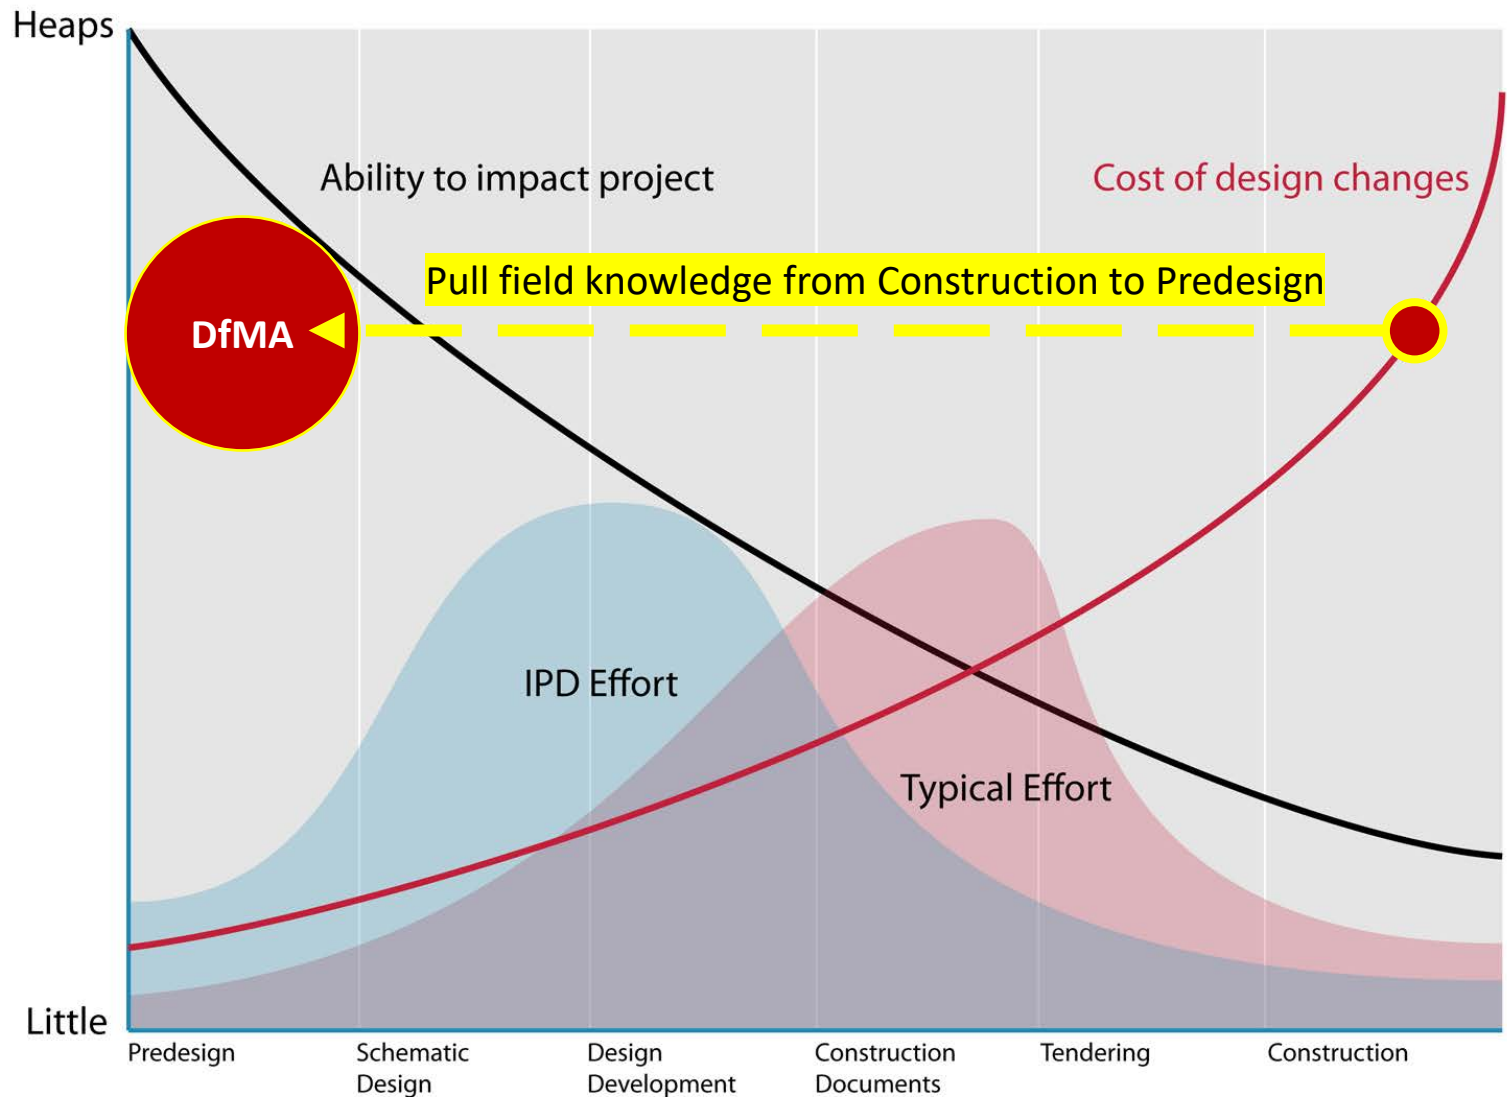 Heaps
Ability to impact project
Cost of design changes
Pull field knowledge from Construction to Predesign
DfMA
IPD Effort
Typical Effort
Little
Predesign
Schematic
Design
Design
Development
Construction
Documents
Tendering
Construction